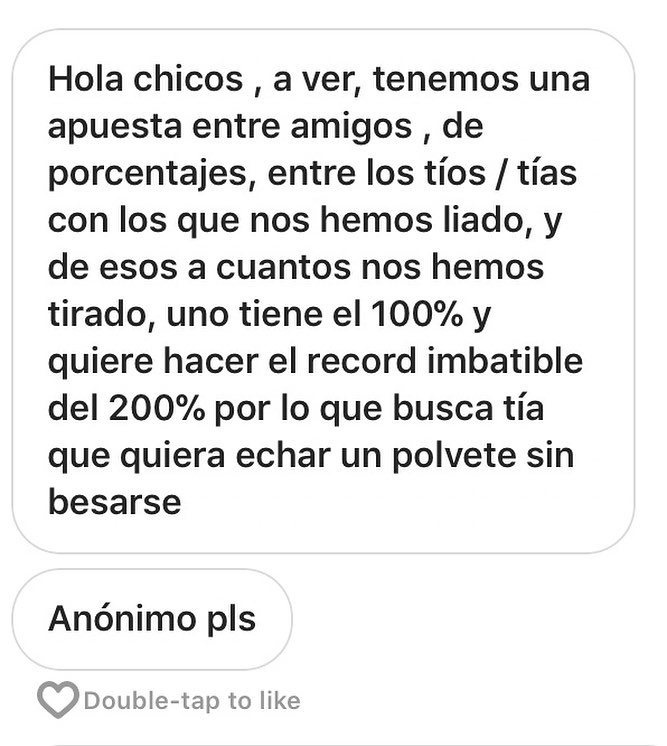 Hola chicos , a ver, tenemos una
apuesta entre amigos , de
porcentajes, entre los tíos / tías
con los que nos hemos liado, y
de esos a cuantos nos hemos
tirado, uno tiene el 100% y
quiere hacer el record imbatible
del 200% por lo que busca tía
que quiera echar un polvete sin
besarse
Anónimo pls
Double-tap to like